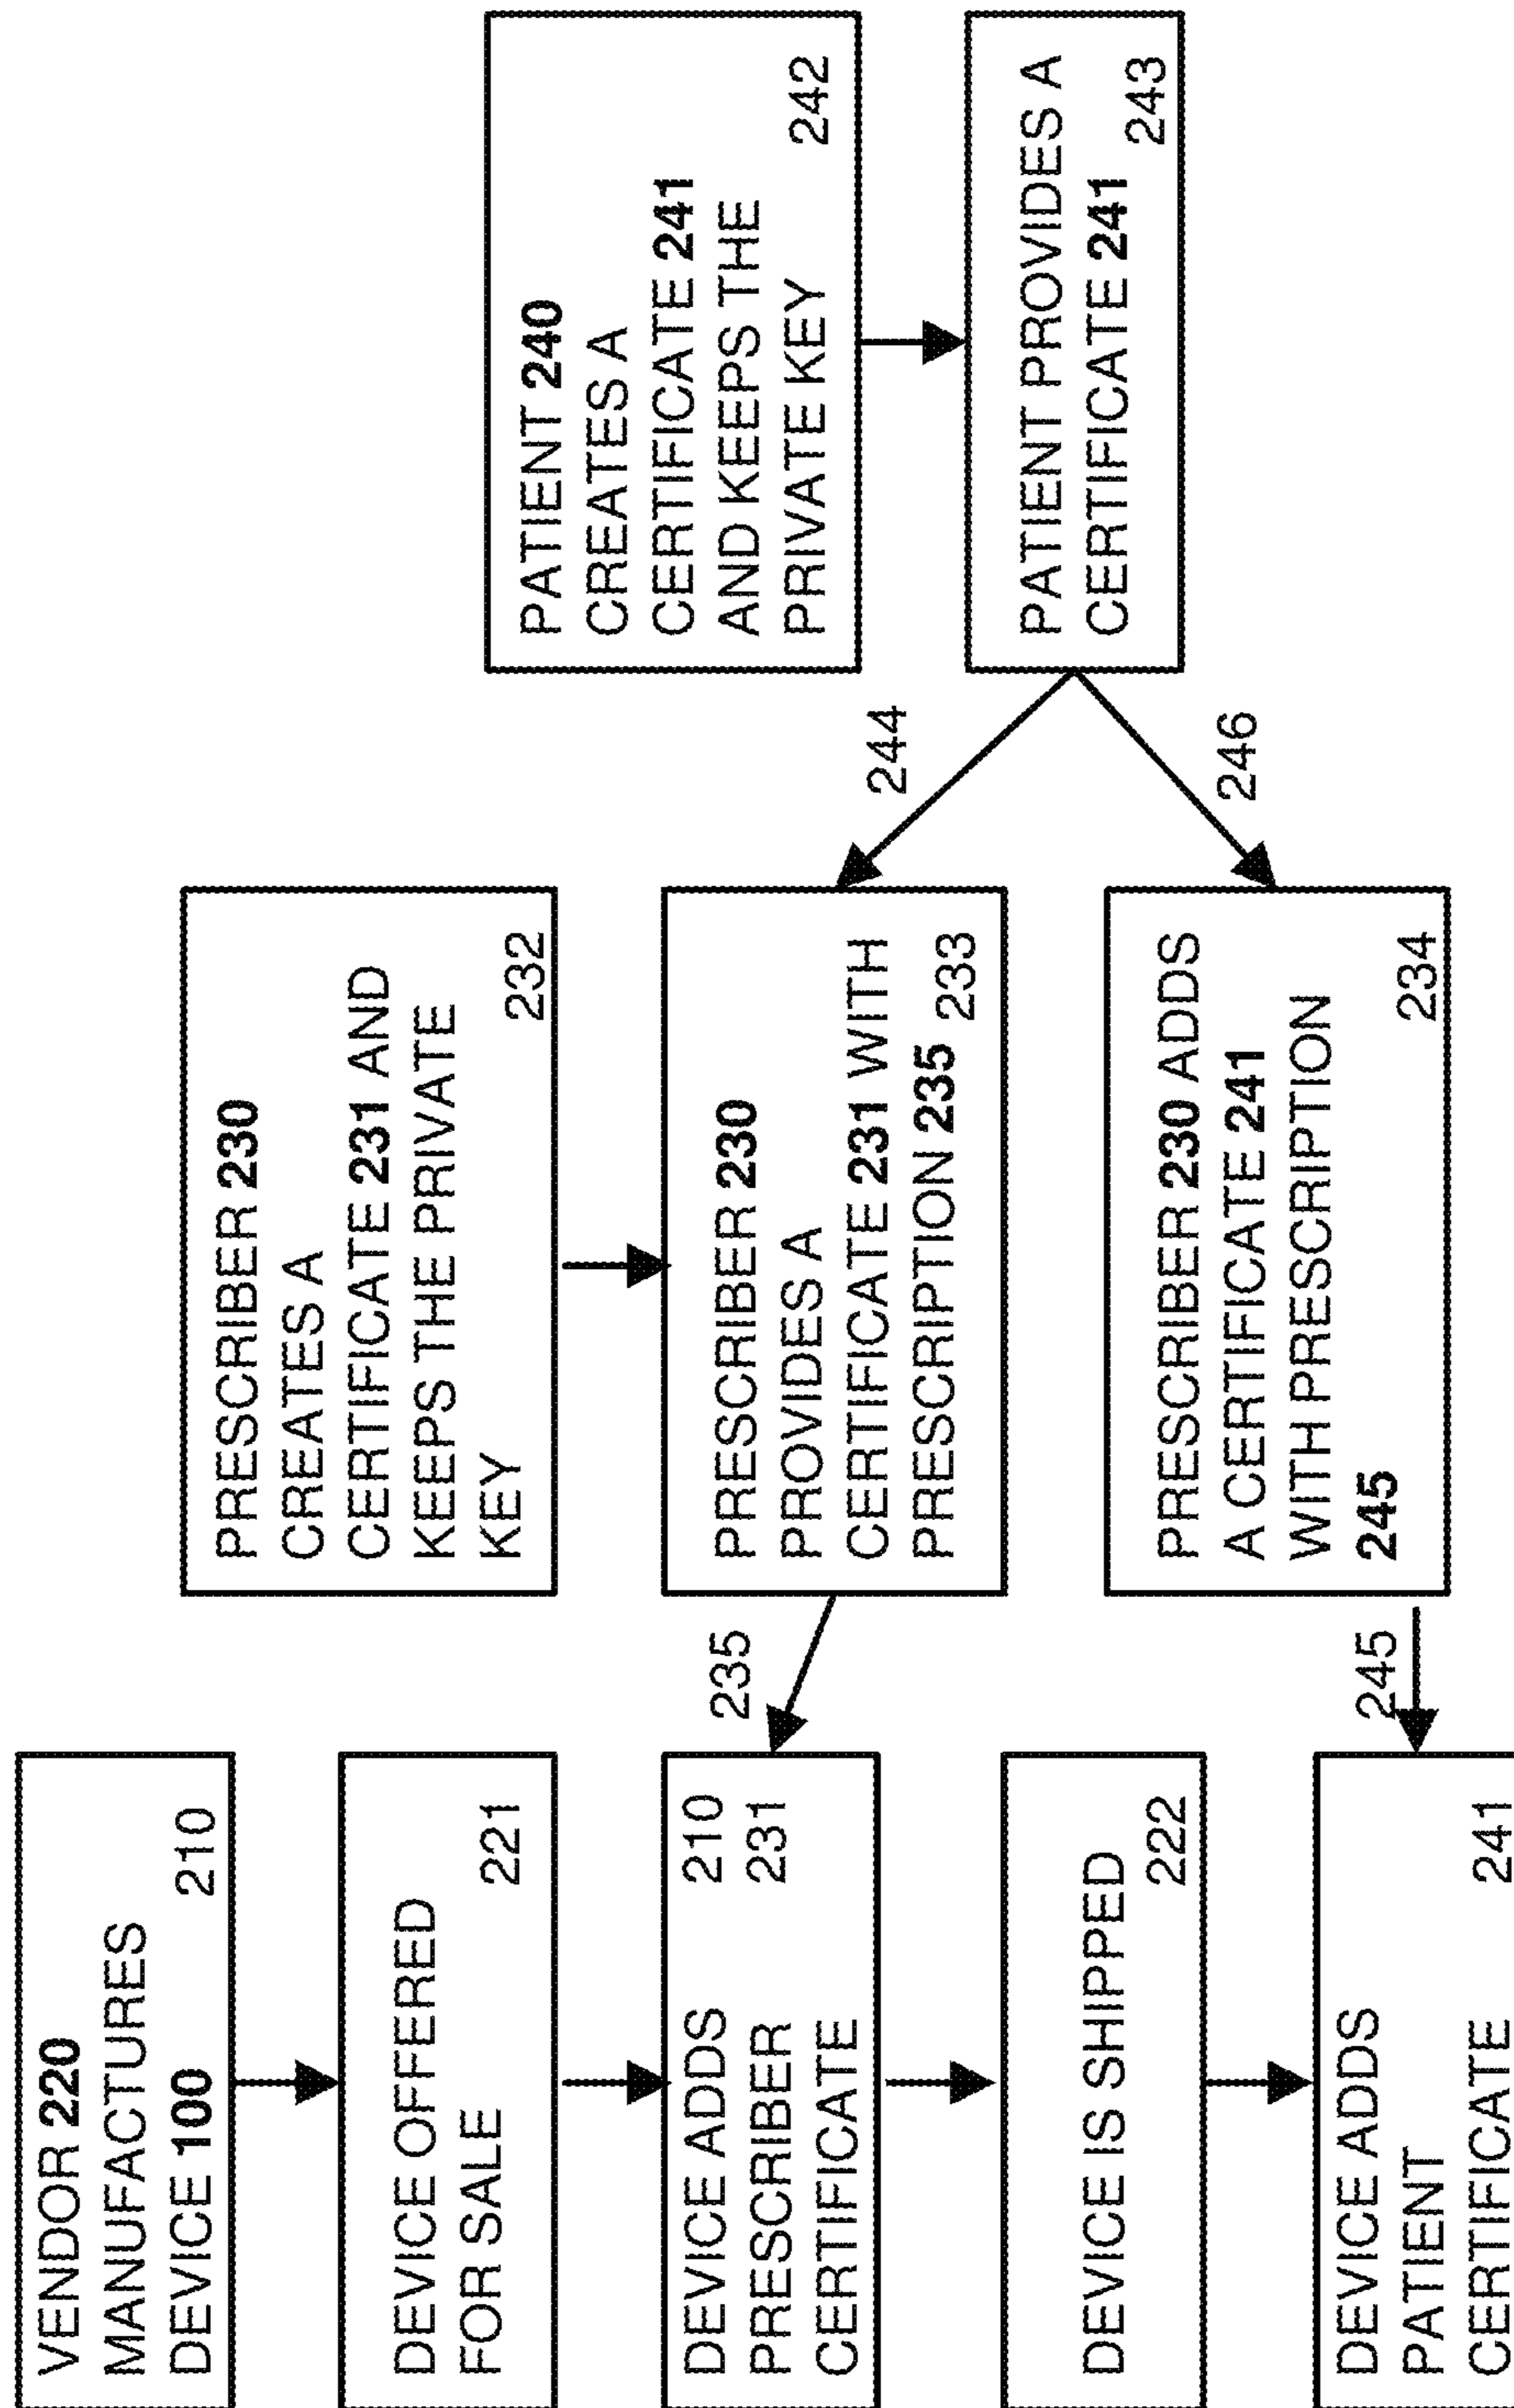 VENDOR 220
MANUFACTURES
DEVICE 100
210
DEVICE OFFERED
FOR SALE
221
DEVICE ADDS
210
PRESCRIBER
231
CERTIFICATE
DEVICE IS SHIPPED
222
DEVICE ADDS
PATIENT
CERTIFICATE
241
PRESCRIBER 230
CREATES A
CERTIFICATE 231 AND
KEEPS THE PRIVATE
KEY
232
PRESCRIBER 230
PROVIDES A
CERTIFICATE 231 WITH
PRESCRIPTION 235
233
235
PRESCRIBER 230 ADDS
A CERTIFICATE 241
WITH PRESCRIPTION
245
234
245
PATIENT 240
CREATES A
CERTIFICATE 241
AND KEEPS THE
PRIVATE KEY
242
PATIENT PROVIDES A
CERTIFICATE 241
243
244
246